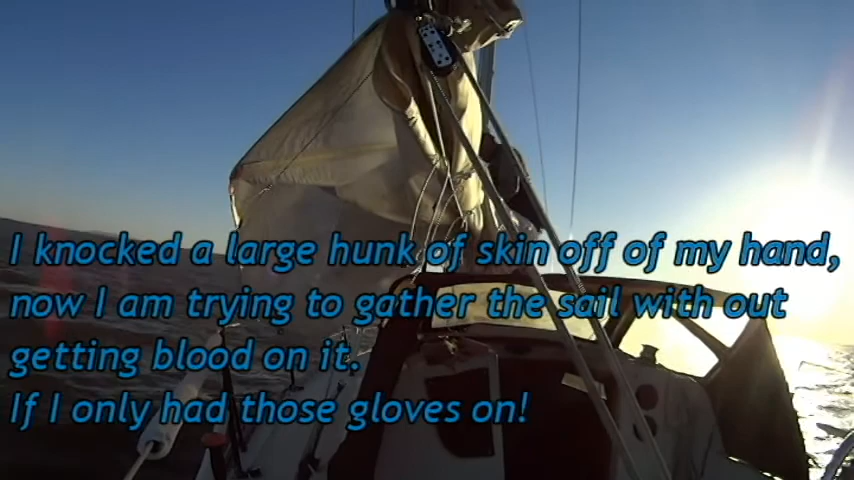 I knocked a large hunk of skin off of my hand,
now I am trying to gather the sail with out
getting blood on it.
If I only had those gloves on!